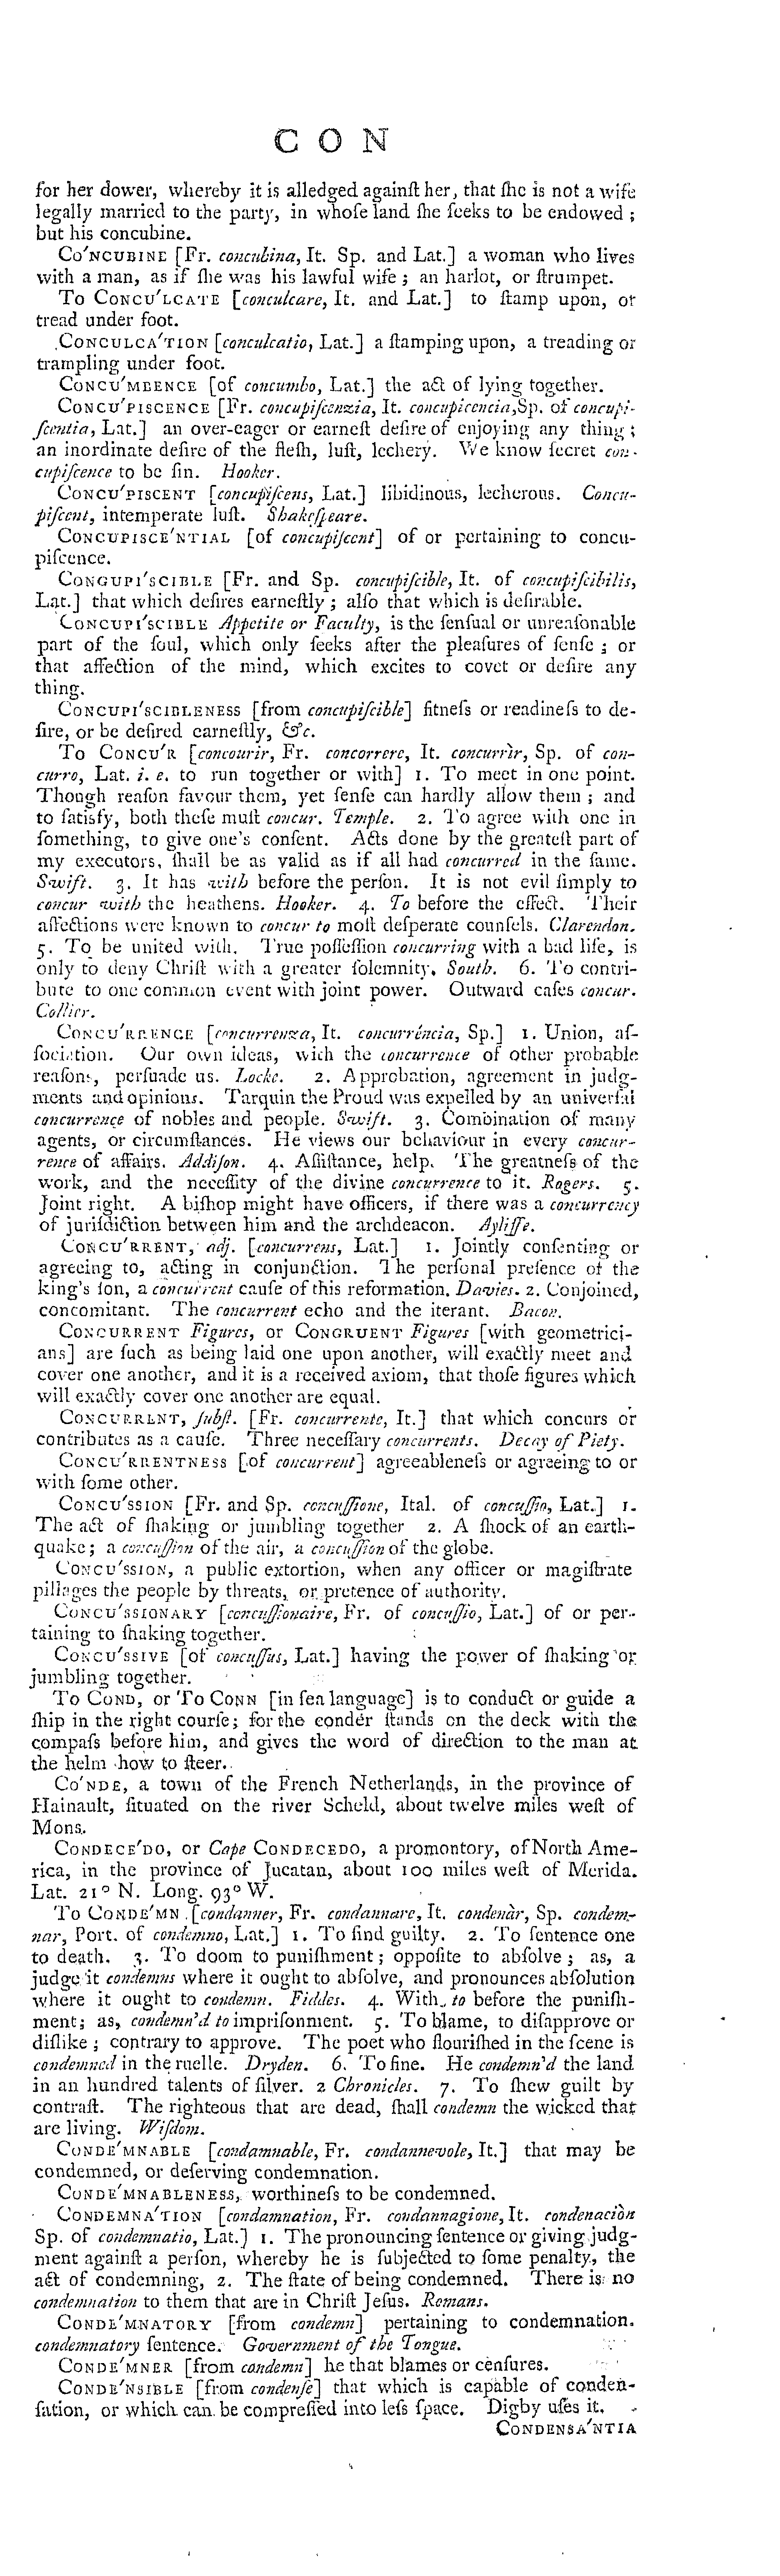 C O N
for her dower, whereby it is alledged againſt her, that ſhe is not a wife
legally married to the party, in whoſe land ſhe ſeeks to be endowed ;
but his concubine.
CO'NCUBINE [Fr. concubina, It. Sp. and Lat.] a woman who lives
with a man, as if ſhe was his lawful wife ; an harlot, or ſtrumpet.
To CONCU'LCATE [conculcare, It. and Lat.] to ſtamp upon, or
tread under foot.
CONCULCA'TION [conculcatio, Lat.] a ſtamping upon, a treading or
trampling under foot.
CONCU'MBENCE [of concumbo, Lat.] the act of lying together.
CONCU'PISCENCE [Fr. concupiſcenzia, It. concupicencia, Sp. of concupi-
ſcentia, Lat.] an over-eager or earneſt deſire of enjoying any thing ;
an inordinate deſire of the fleſh, luſt, lechery. We know ſecret con-
cupiſcence to be ſin. Hooker.
CONCU'PISCENT [concupiſcens, Lat.] libidinous, lecherous. Concu-
piſcent, intemperate luſt. Shakeſpeare.
CONCUPISCE'NTIAL [of concupiſcent] of or pertaining to concu-
piſcence.
CONGUPI'SCIBLE [Fr. and Sp. concupiſcible, It. of concupiſcibilis,
Lat.] that which deſires earneſtly ; alſo that which is deſirable.
CONCUPI'SCIBLE Appetite or Faculty, is the ſenſual or unreaſonable
part of the ſoul, which only ſeeks after the pleaſures of ſenſe ; or
that affection of the mind, which excites to covet or deſire any
thing.
CONCUPI'SCIBLENESS [from concupiſcible] fitneſs or readineſs to de-
ſire, or be deſired earneſtly, &c.
To CONCU'R [concourir, Fr. concorrere, It. concurrìr, Sp. of con-
curro, Lat. i. e. to run together or with] 1. To meet in one point.
Though reaſon favour them, yet ſenſe can hardly allow them ; and
to ſatisfy, both theſe muſt concur. Temple. 2. To agree with one in
ſomething, to give one's conſent. Acts done by the greateſt part of
my executors, ſhall be as valid as if all had concurred in the ſame.
Swift. 3. It has with before the perſon. It is not evil ſimply to
concur with the heathens. Hooker. 4. To before the effect. Their
affections were known to concur to moſt deſperate counſels. Clarendon.
5. To be united with. True poſſeſſion concurring with a bad life, is
only to deny Chriſt with a greater ſolemnity. South. 6. To contri-
bute to one common event with joint power. Outward caſes concur.
Collier.
CONCU'RRENCE [concurrenza, It. concurréncia, Sp.] 1. Union, aſ-
ſociation. Our own ideas, with the concurrence of other probable
reaſons, perſuade us. Locke. 2. Approbation, agreement in judg-
ments and opinions. Tarquin the Proud was expelled by an univerſal
concurrence of nobles and people. Swift. 3. Combination of many
agents, or circumſtances. He views our behaviour in every concur-
rence of affairs. Addiſon. 4. Aſſiſtance, help. The greatneſs of the
work, and the neceſſity of the divine concurrence to it. Rogers. 5.
Joint right. A biſhop might have officers, if there was a concurrency
of juriſdiction between him and the archdeacon. Ayliffe.
CONCU'RRENT, adj. [concurrens, Lat.] 1. Jointly conſenting or
agreeing to, acting in conjunction. The perſonal preſence of the
king's ſon, a concurrent cauſe of this reformation. Davies. 2. Conjoined,
concomitant. The concurrent echo and the iterant. Bacon.
CONCURRENT Figures, or CONGRUENT Figures [with geometrici-
ans] are ſuch as being laid one upon another, will exactly meet and
cover one another, and it is a received axiom, that thoſe figures which
will exactly cover one another are equal.
CONCURRENT, ſubſt. [Fr. concurrente, It.] that which concurs or
contributes as a cauſe. Three neceſſary concurrents. Decay of Piety.
CONCU'RRENTNESS [of concurrent] agreeableneſs or agreeing to or
with ſome other.
CONCU'SSION [Fr. and Sp. concuſſione, Ital. of concuſſio, Lat.] 1.
The act of ſhaking or jumbling together 2. A ſhock of an earth-
quake; a concuſſion of the air, a concuſſion of the globe.
CONCU'SSION, a public extortion, when any officer or magiſtrate
pillages the people by threats, or pretence of authority.
CONCU'SSIONARY [concuſſionaire, Fr. of concuſſio, Lat.] of or per-
taining to ſhaking together.
CONCU'SSIVE [of concuſſus, Lat.] having the power of ſhaking or
jumbling together.
To COND, or To CONN [in ſea language] is to conduct or guide a
ſhip in the right courſe; for the conder ſtands on the deck with the
compaſs before him, and gives the word of direction to the man at
the helm how to ſteer.
CO'NDE, a town of the French Netherlands, in the province of
Hainault, ſituated on the river Scheld, about twelve miles weſt of
Mons.
CONDECE'DO, or Cape CONDECEDO, a promontory, of North Ame-
rica, in the province of Jucatan, about 100 miles weſt of Merida.
Lat. 21° N. Long. 93° W.
To CONDE'MN [condanner, Fr. condannare, It. condenàr, Sp. condem-
nar, Port. of condemno, Lat.] 1. To find guilty. 2. To ſentence one
to death. 3. To doom to puniſhment ; oppoſite to abſolve ; as, a
judge it condemns where it ought to abſolve, and pronounces abſolution
where it ought to condemn. Fiddes. 4. With to before the puniſh-
ment; as, condemn'd to impriſonment. 5. To blame, to diſapprove or
diſlike ; contrary to approve. The poet who flouriſhed in the ſcene is
condemned in the ruelle. Dryden. 6. To fine. He condemn'd the land
in an hundred talents of ſilver. 2 Chronicles. 7. To ſhew guilt by
contraſt. The righteous that are dead, ſhall condemn the wicked that
are living. Wiſdom.
CONDE'MNABLE [condamnable, Fr. condannevole, It.] that may be
condemned, or deſerving condemnation.
CONDE'MNABLENESS, worthineſs to be condemned.
CONDEMNA'TION [condamnation, Fr. condannagione, It. condenaciòn
Sp. of condemnatio, Lat.] 1. The pronouncing ſentence or giving judg-
ment againſt a perſon, whereby he is ſubjected to ſome penalty, the
act of condemning, 2. The ſtate of being condemned. There is no
condemnation to them that are in Chriſt Jeſus. Romans.
CONDE'MNATORY [from condemn] pertaining to condemnation.
condemnatory ſentence. Government of the Tongue.
CONDE'MNER [from condemn] he that blames or cenſures.
CONDE'NSIBLE [from condenſe] that which is capable of conden-
ſation, or which can be compreſſed into leſs ſpace. Digby uſes it.
CONDENSA'NTIA